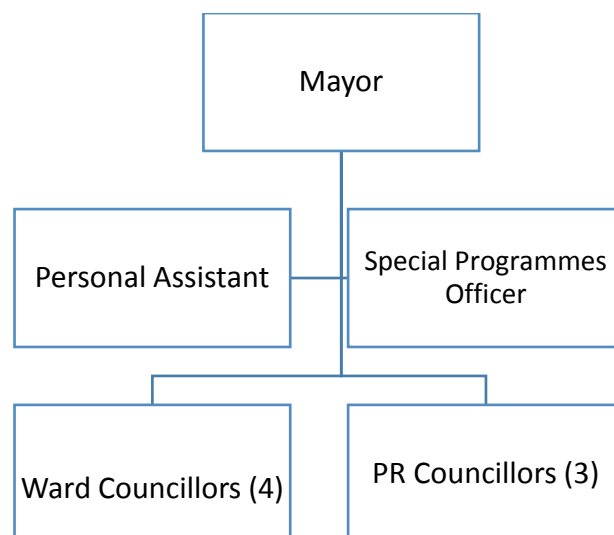 Mayor
Personal Assistant
Special Programmes
Officer
Ward Councillors (4)
PR Councillors (3)